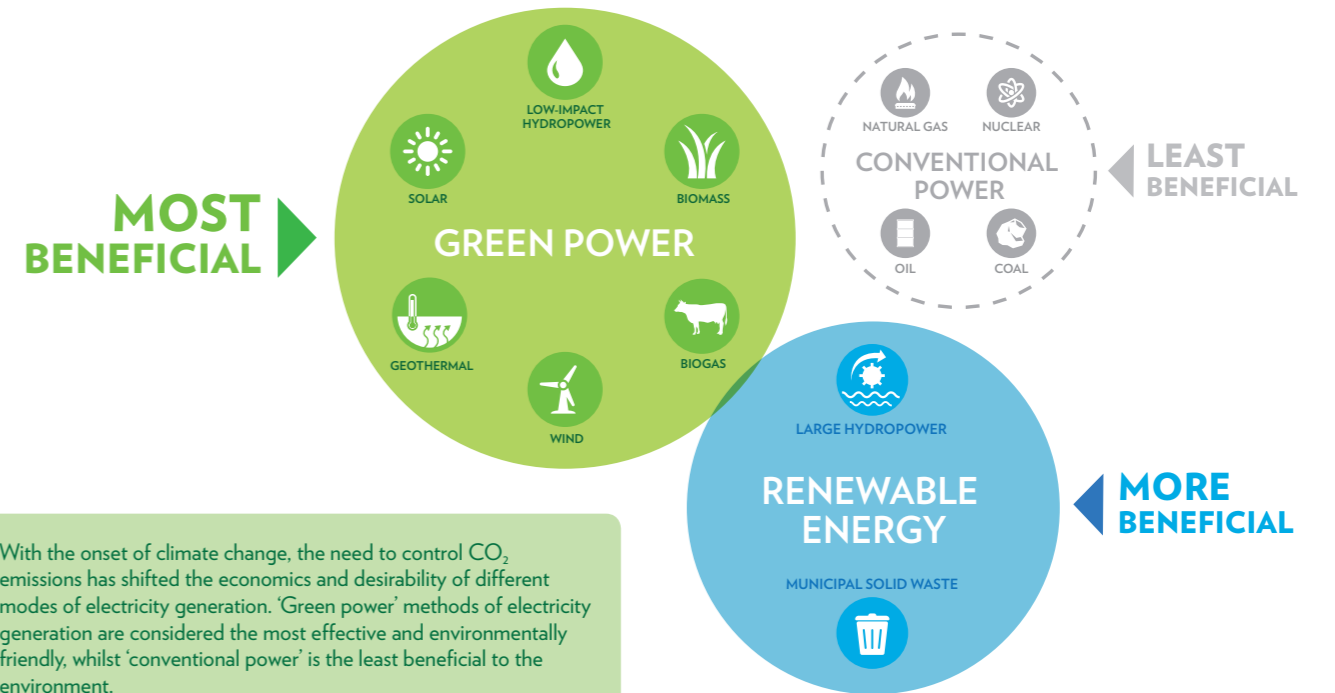 MOST
BENEFICIAL
LOW-IMPACT
HYDROPOWER
SOLAR
BIOMASS
GREEN POWER
GEOTHERMAL
BIOGAS
WIND
NATURAL GAS
NUCLEAR
CONVENTIONAL
POWER
OIL
COAL
LEAST
BENEFICIAL
LARGE HYDROPOWER
RENEWABLE
ENERGY
MUNICIPAL SOLID WASTE
MORE
BENEFICIAL
With the onset of climate change, the need to control CO₂
emissions has shifted the economics and desirability of different
modes of electricity generation. ‘Green power’ methods of electricity
generation are considered the most effective and environmentally
friendly, whilst ‘conventional power’ is the least beneficial to the
environment.